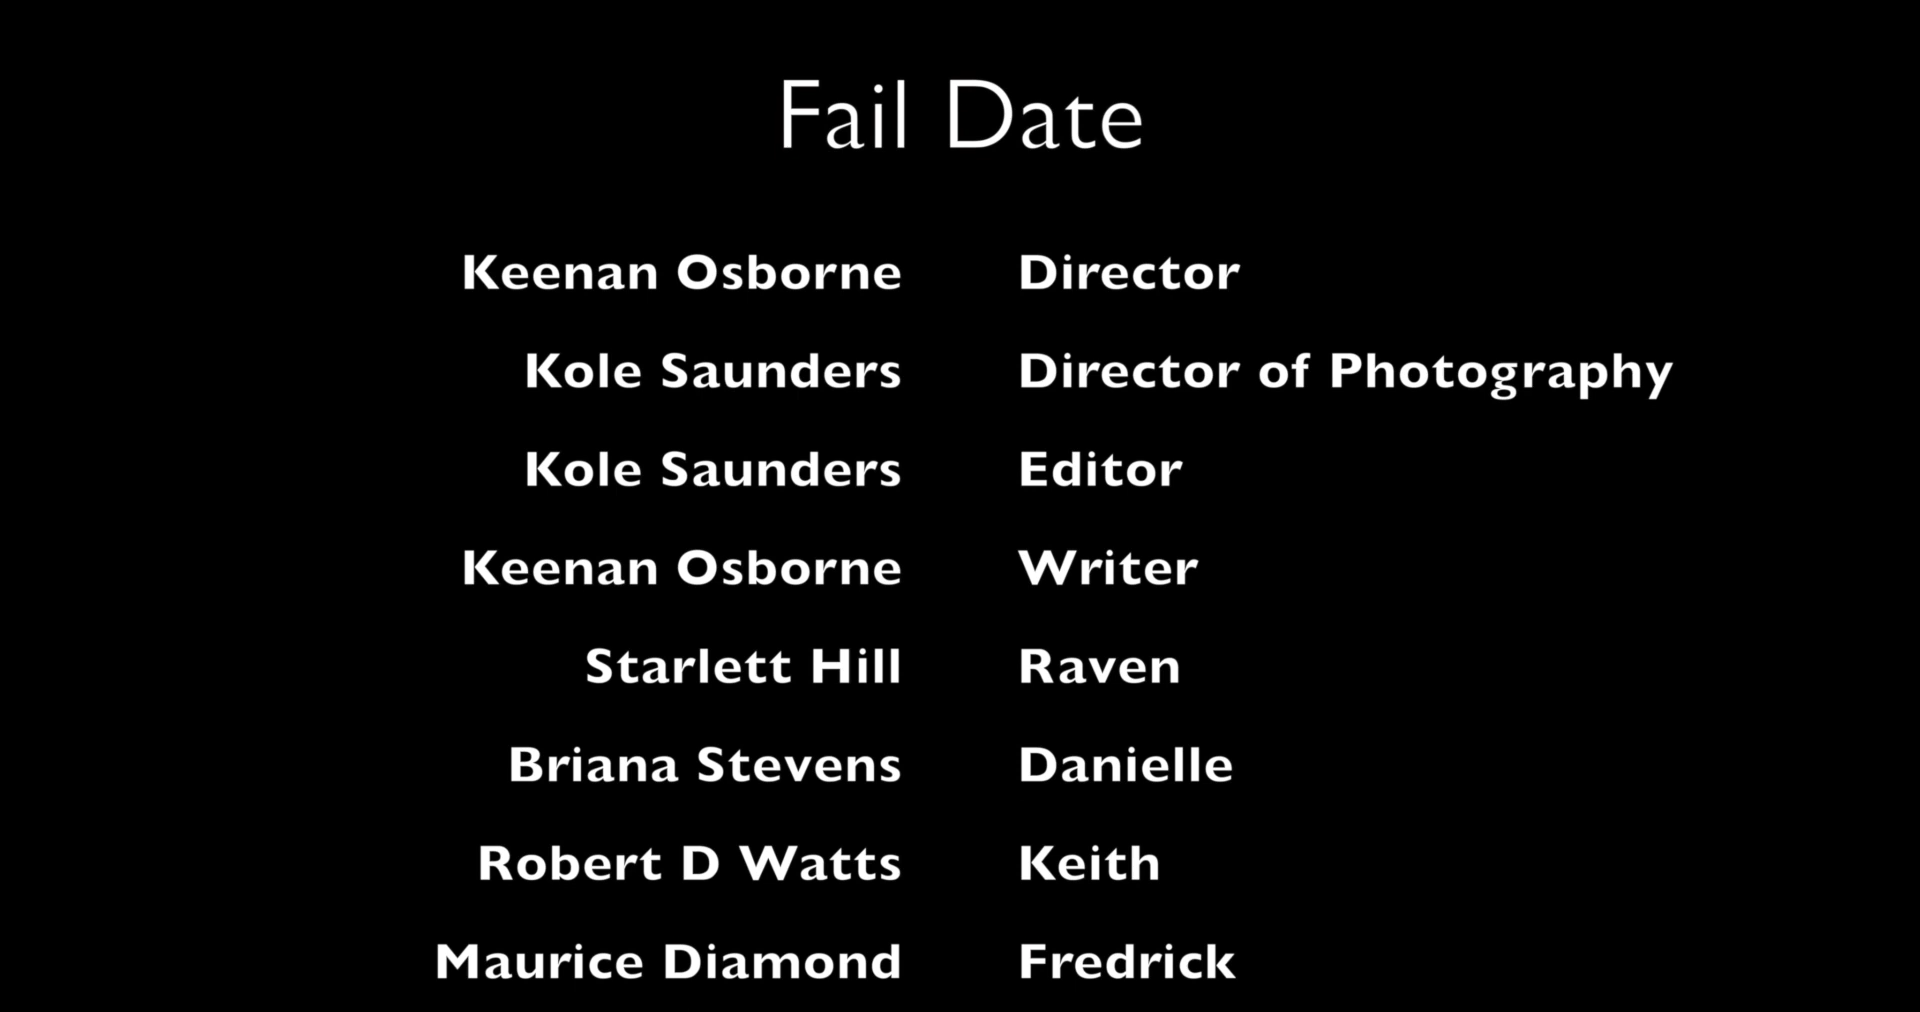 Fail Date
Keenan Osborne Director
Kole Saunders Director of Photography
Kole Saunders Editor
Keenan Osborne Writer
Starlett Hill Raven
Briana Stevens Danielle
Robert D Watts Keith
Maurice Diamond Fredrick